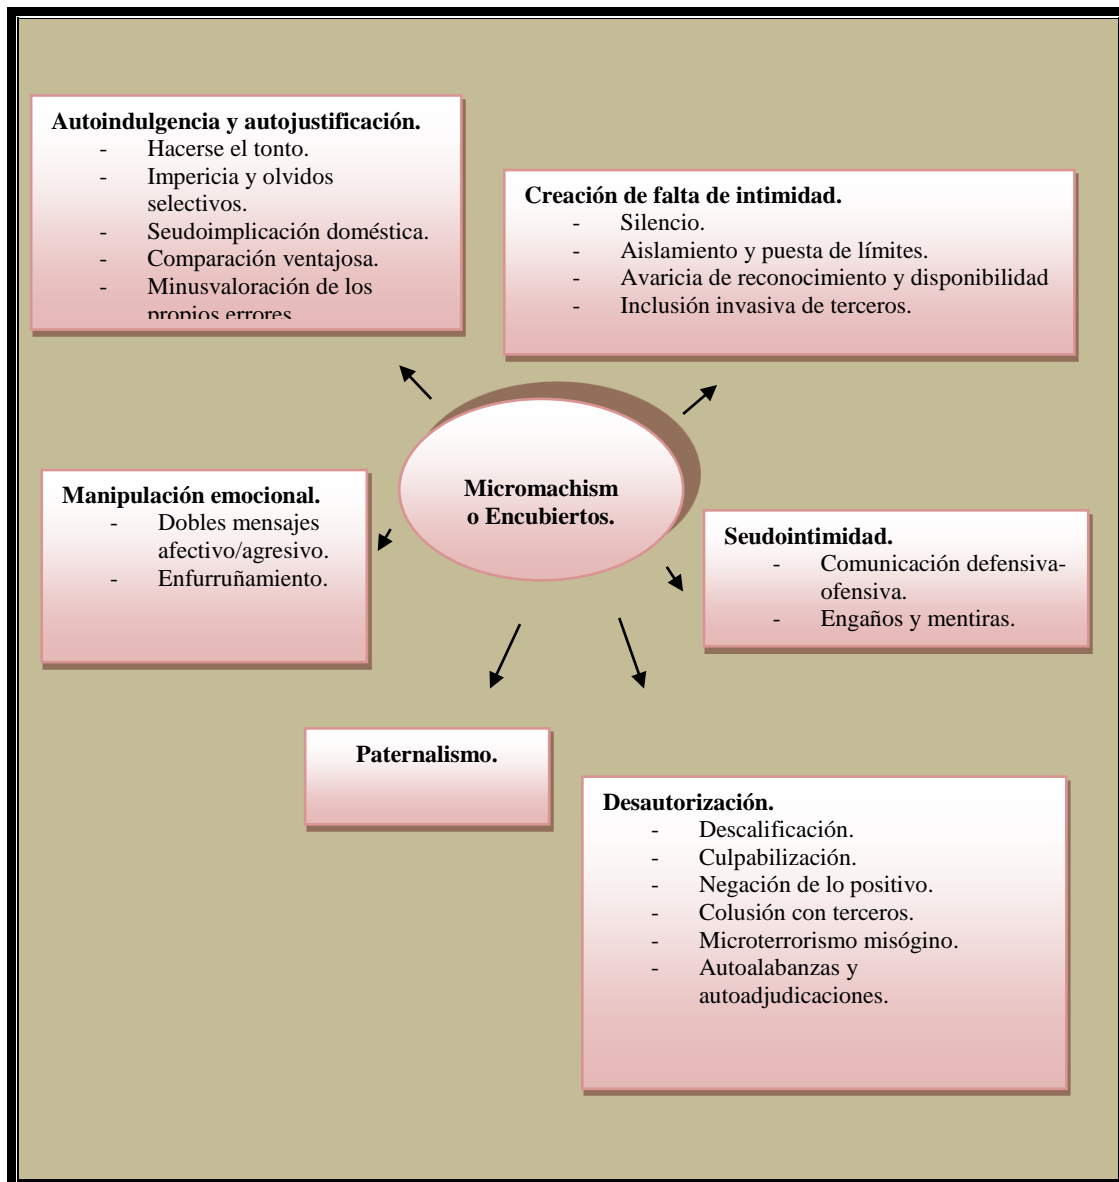 Autoindulgencia y autojustificación.
- Hacerse el tonto.
- Impericia y olvidos
selectivos.
- Seudoimplicación doméstica.
- Comparación ventajosa.
- Minusvaloración de los
propios errores
Creación de falta de intimidad.
- Silencio.
- Aislamiento y puesta de límites.
- Avaricia de reconocimiento y disponibilidad
- Inclusión invasiva de terceros.
Micromachism
o Encubiertos.
Manipulación emocional.
- Dobles mensajes
afectivo/agresivo.
- Enfurruñamiento.
Seudointimidad.
- Comunicación defensiva-
ofensiva.
- Engaños y mentiras.
Paternalismo.
Desautorización.
- Descalificación.
- Culpabilización.
- Negación de lo positivo.
- Colusión con terceros.
- Microterrorismo misógino.
- Autoalabanzas y
autoadjudicaciones.